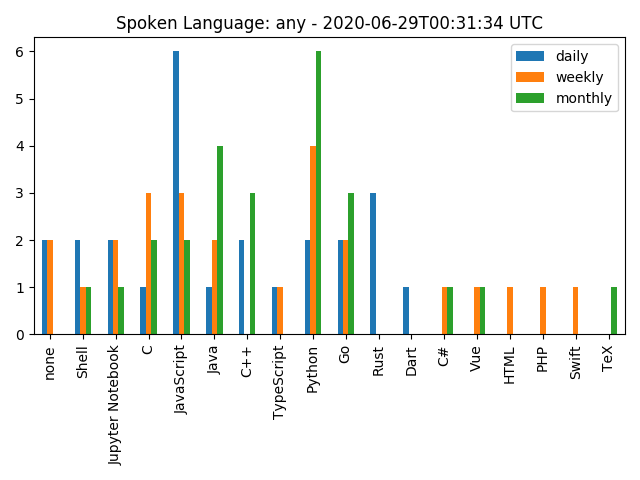 Spoken Language: any - 2020-06-29T00:31:34 UTC
daily
weekly
monthly
6
5
4
3
2
1
0
none
Shell
Jupyter Notebook
C
JavaScript
Java
C++
TypeScript
Python
Go
Rust
Dart
C#
Vue
HTML
PHP
Swift
TeX